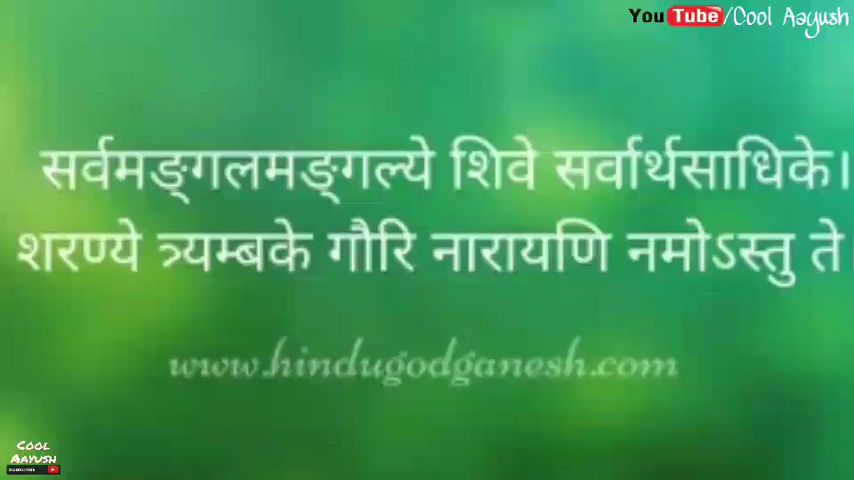 YouTube/Cool Aayush
सर्वमङ्गलमङ्गल्ये शिवे सर्वार्थसाधिके।
शरण्ये त्र्यम्बके गौरि नारायणि नमोऽस्तु ते।
www.hindugodganesh.com
Cool
Aayush